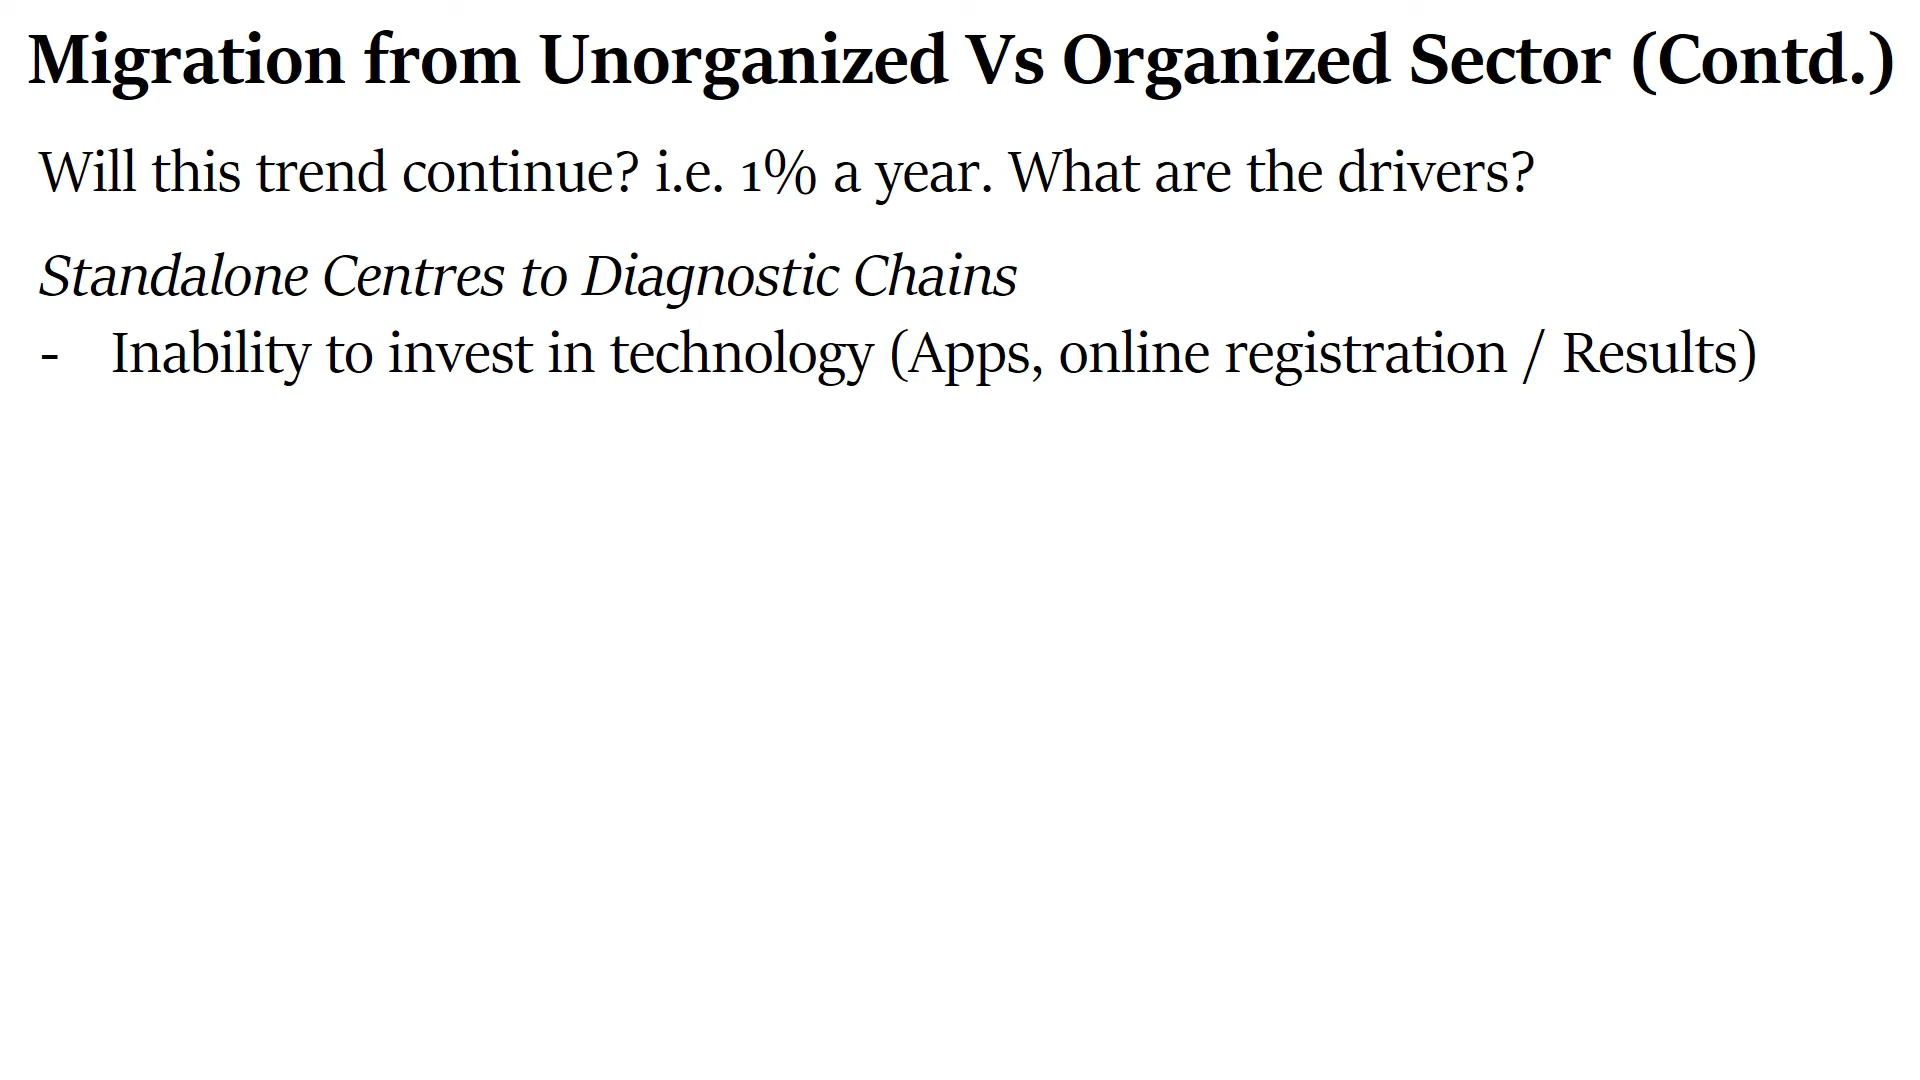 Migration from Unorganized Vs Organized Sector (Contd.)
Will this trend continue? i.e. 1% a year. What are the drivers?
Standalone Centres to Diagnostic Chains
- Inability to invest in technology (Apps, online registration / Results)